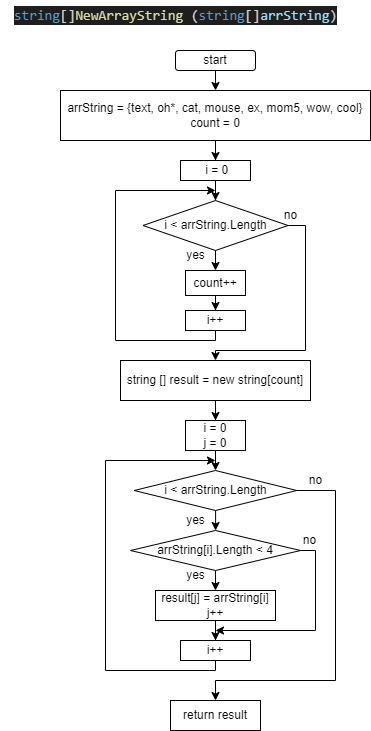 string[]NewArrayString (string[]arrString)
start
arrString = {text, oh*, cat, mouse, ex, mom5, wow, cool}
count = 0
i = 0
i < arrString.Length
no
yes
count++
i++
string [] result = new string[count]
i = 0
j = 0
i < arrString.Length
no
yes
arrString[i].Length < 4
no
yes
result[j] = arrString[i]
j++
i++
return result